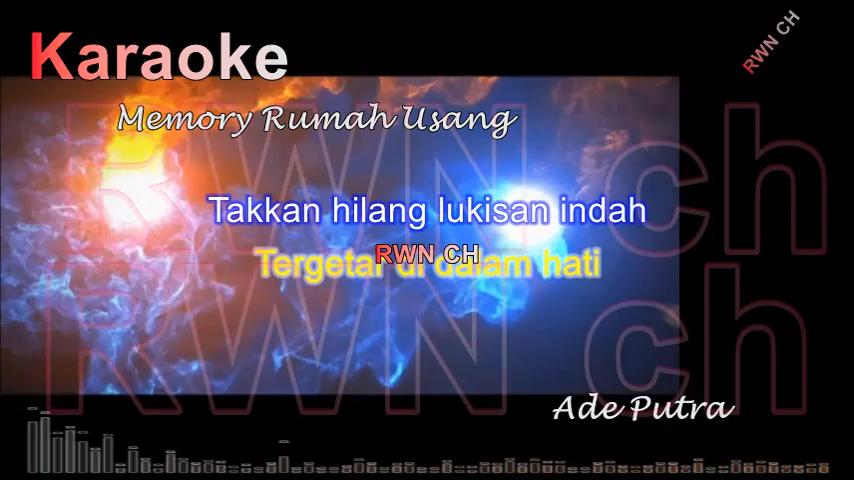 Karaoke
RWN CH
Memory Rumah Usang
RWN ch
Takkan hilang lukisan indah
RWN CH
Tergetar di dalam hati
RWN ch
Ade Putra